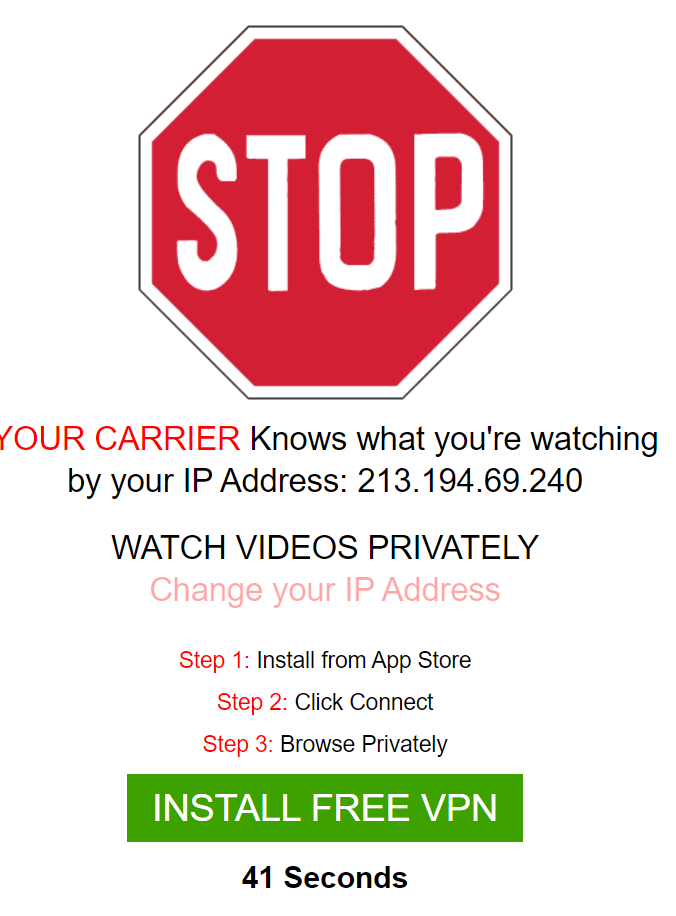 STOP
YOUR CARRIER Knows what you're watching
by your IP Address: 213.194.69.240
WATCH VIDEOS PRIVATELY
Change your IP Address
Step 1: Install from App Store
Step 2: Click Connect
Step 3: Browse Privately
INSTALL FREE VPN
41 Seconds